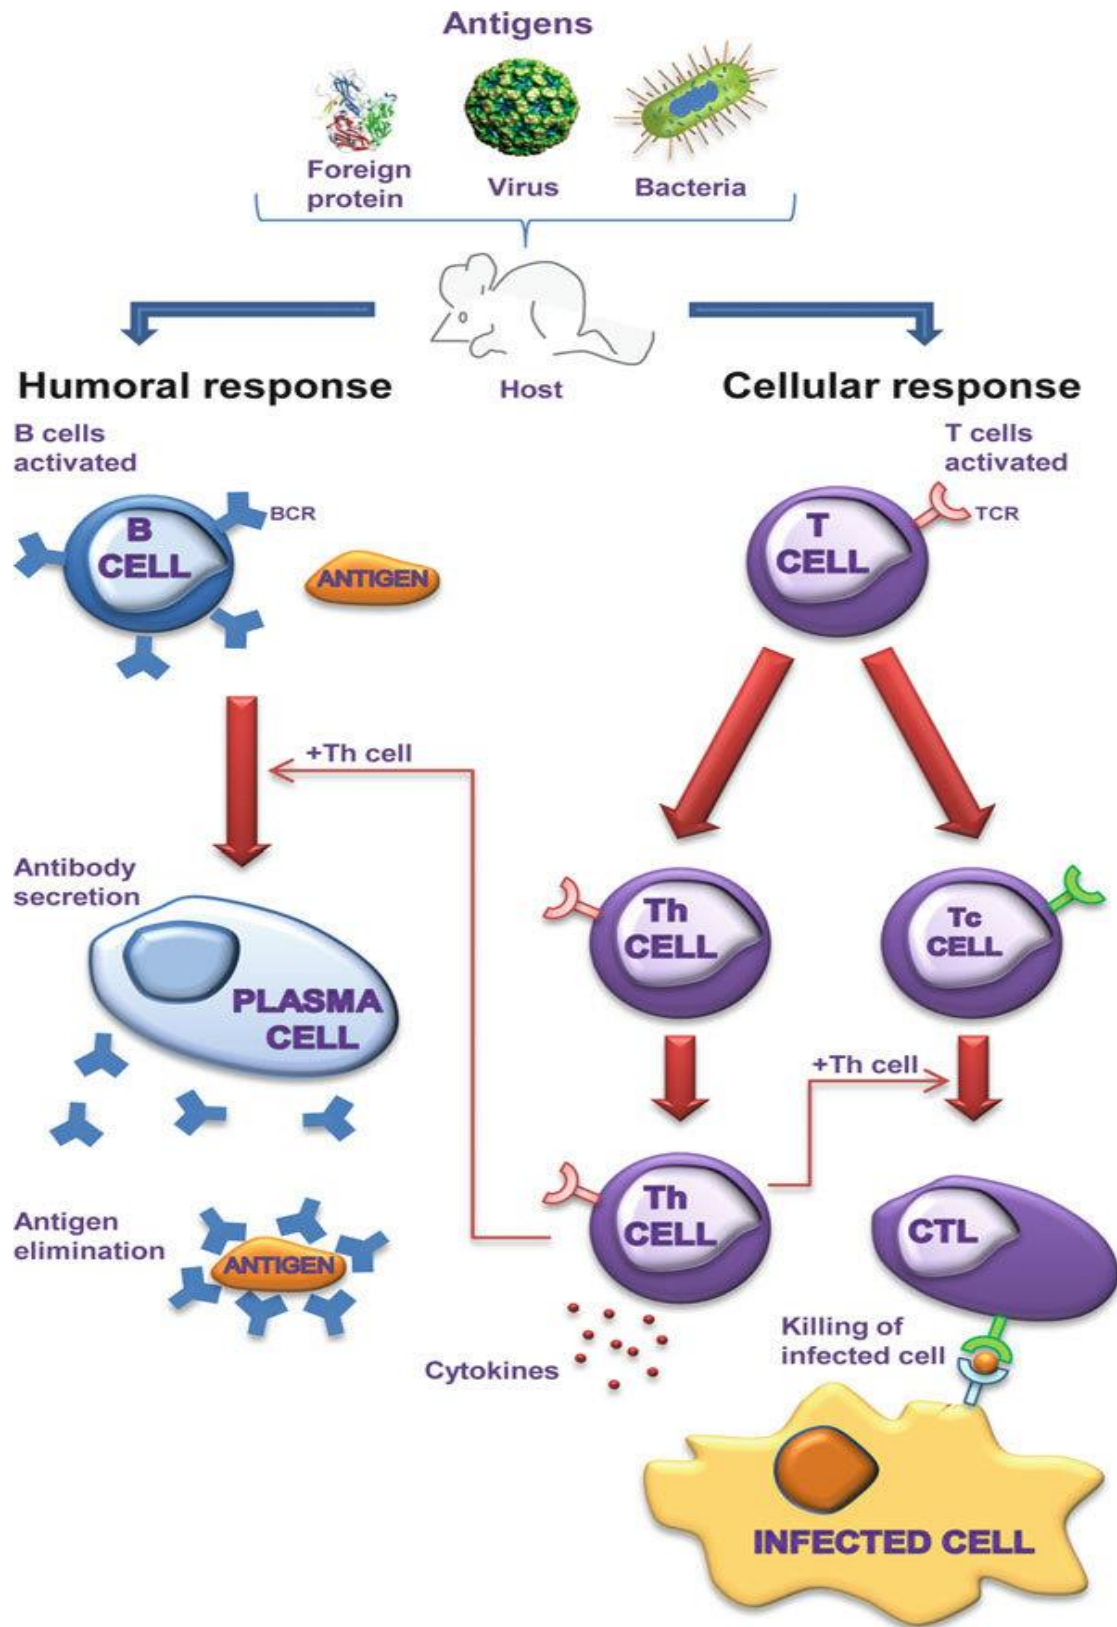 Antigens
Foreign
protein
Virus
Bacteria
Host
Humoral response
Cellular response
B cells
activated
T cells
activated
BCR
B
CELL
ANTIGEN
TCR
T
CELL
+Th cell
Antibody
secretion
PLASMA
CELL
Th
CELL
Tc
CELL
+Th cell
Antigen
elimination
ANTIGEN
Th
CELL
CTL
Cytokines
Killing of
infected cell
INFECTED CELL